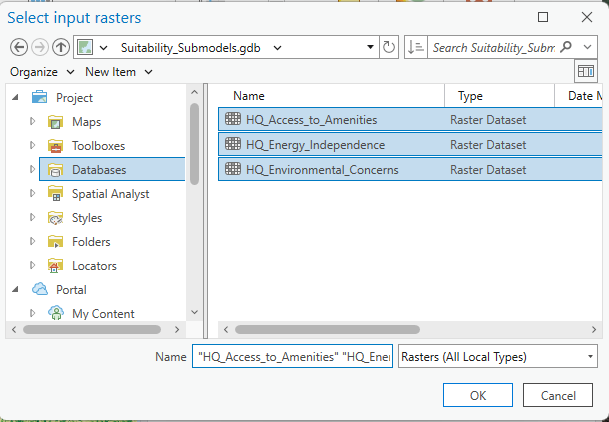 Select input rasters
Suitability_Submodels.gdb
Search Suitability_Subm
Organize New Item
Name Type Date M
Project
Maps
Toolboxes
Databases
Spatial Analyst
Styles
Folders
Locators
Portal
My Content
HQ_Access_to_Amenities Raster Dataset
HQ_Energy_Independence Raster Dataset
HQ_Environmental_Concerns Raster Dataset
Name "HQ_Access_to_Amenities" "HQ_Ener Rasters (All Local Types)
OK Cancel